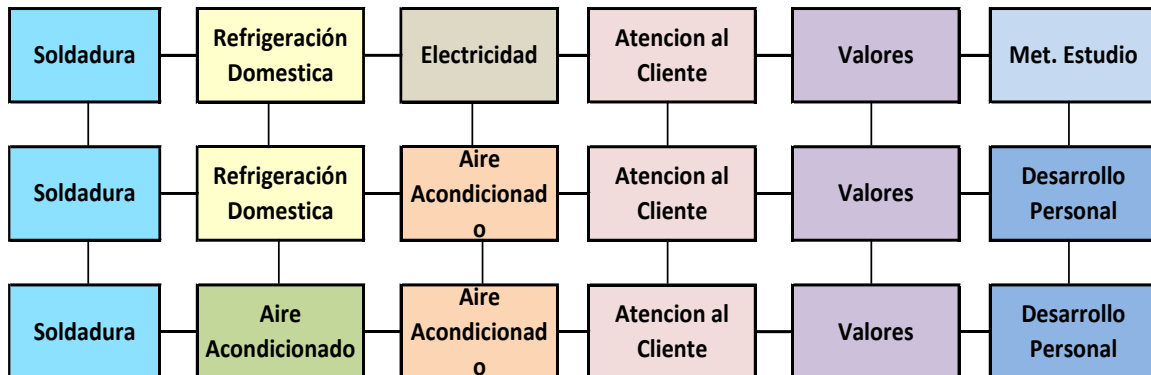 Soldadura
Refrigeración
Domestica
Electricidad
Atencion al
Cliente
Valores
Met. Estudio
Soldadura
Refrigeración
Domestica
Aire
Acondicionad
o
Atencion al
Cliente
Valores
Desarrollo
Personal
Soldadura
Aire
Acondicionado
Aire
Acondicionad
o
Atencion al
Cliente
Valores
Desarrollo
Personal